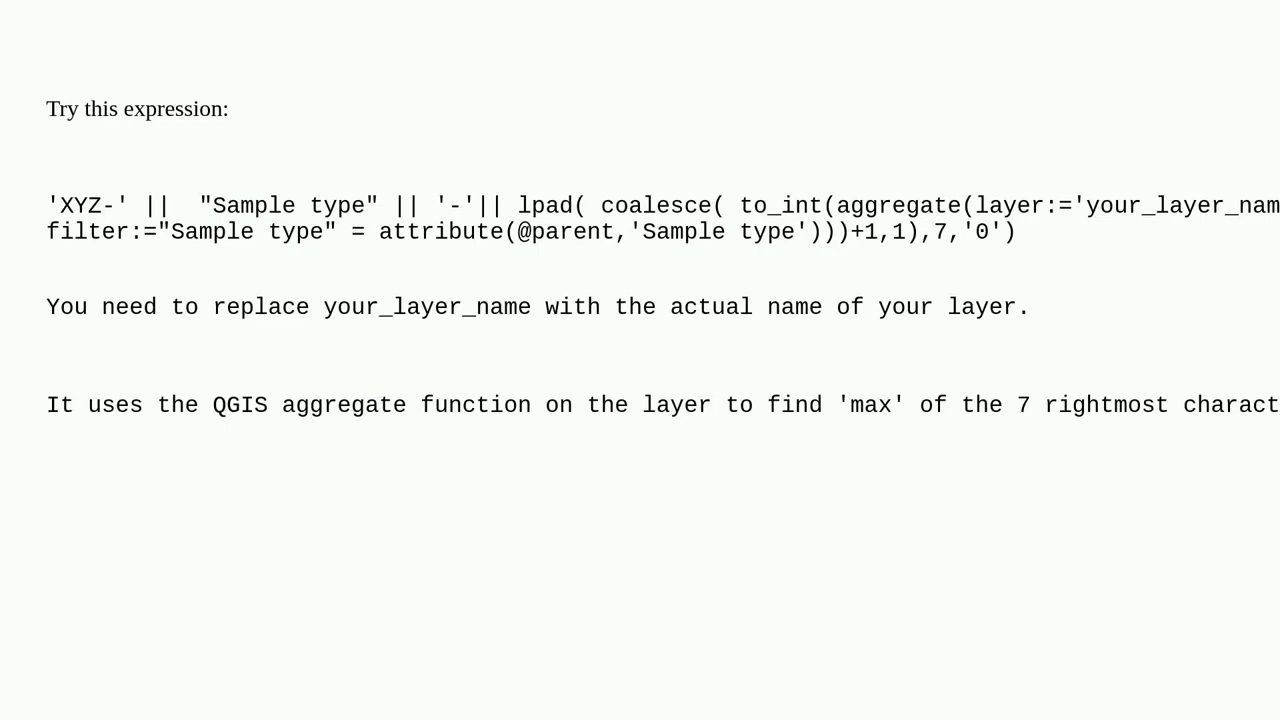 Try this expression:
'XYZ-' ||  "Sample type" || '-'|| lpad( coalesce( to_int(aggregate(layer:='your_layer_nam
filter:="Sample type" = attribute(@parent,'Sample type')))+1,1),7,'0')
You need to replace your_layer_name with the actual name of your layer.
It uses the QGIS aggregate function on the layer to find 'max' of the 7 rightmost charact